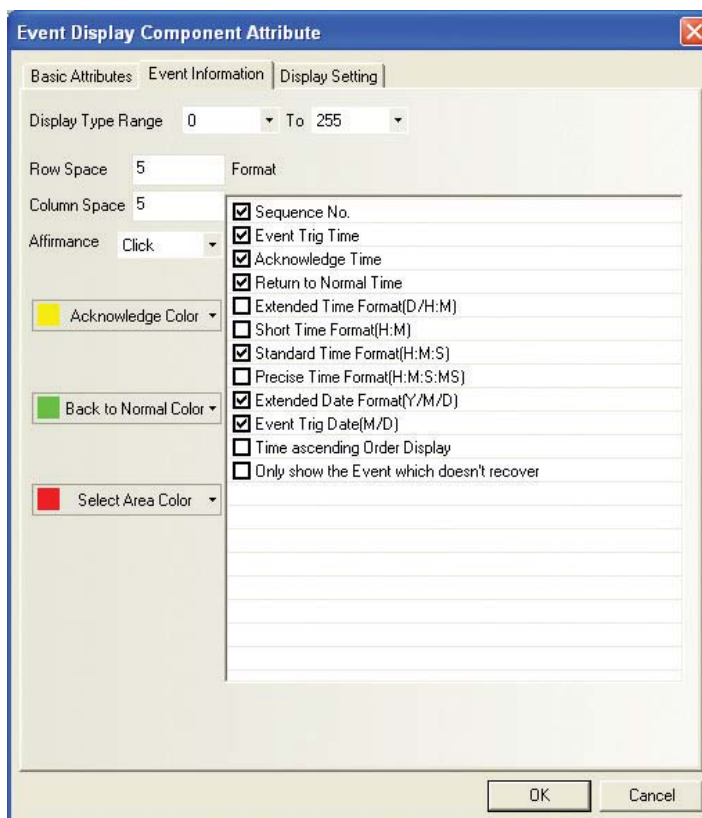 Event Display Component Attribute
Basic Attributes Event Information Display Setting
Display Type Range 0 To 255
Row Space 5 Format
Column Space 5
Affirmance Click
Acknowledge Color
Back to Normal Color
Select Area Color
Sequence No.
Event Trig Time
Acknowledge Time
Return to Normal Time
Extended Time Format(D/H:M)
Short Time Format(H:M)
Standard Time Format(H:M:S)
Precise Time Format(H:M:S:MS)
Extended Date Format(Y/M/D)
Event Trig Date(M/D)
Time ascending Order Display
Only show the Event which doesn't recover
OK Cancel